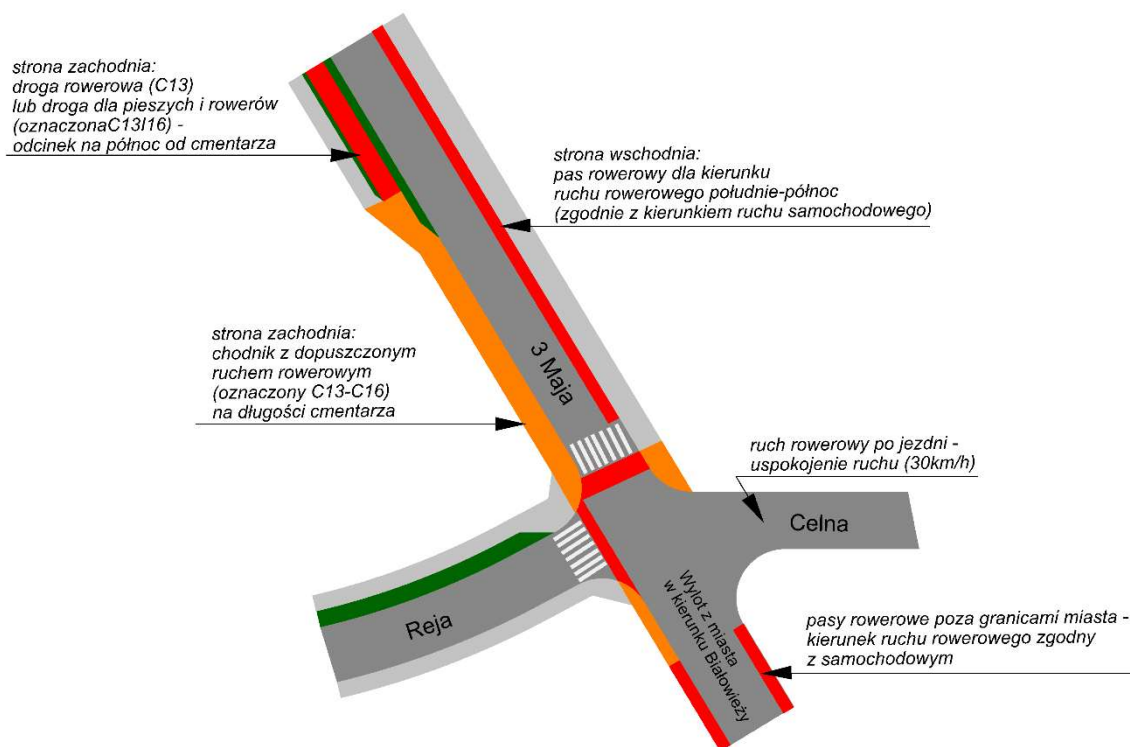 strona zachodnia:
droga rowerowa (C13)
lub droga dla pieszych i rowerów
(oznaczonaC13I16) -
odcinek na północ od cmentarza
strona wschodnia:
pas rowerowy dla kierunku
ruchu rowerowego południe-północ
(zgodnie z kierunkiem ruchu samochodowego)
strona zachodnia:
chodnik z dopuszczonym
ruchem rowerowym
(oznaczony C13-C16)
na długości cmentarza
3 Maja
ruch rowerowy po jezdni -
uspokojenie ruchu (30km/h)
Celna
Reja
Wylot z miasta
w kierunku Białowieży
pasy rowerowe poza granicami miasta -
kierunek ruchu rowerowego zgodny
z samochodowym